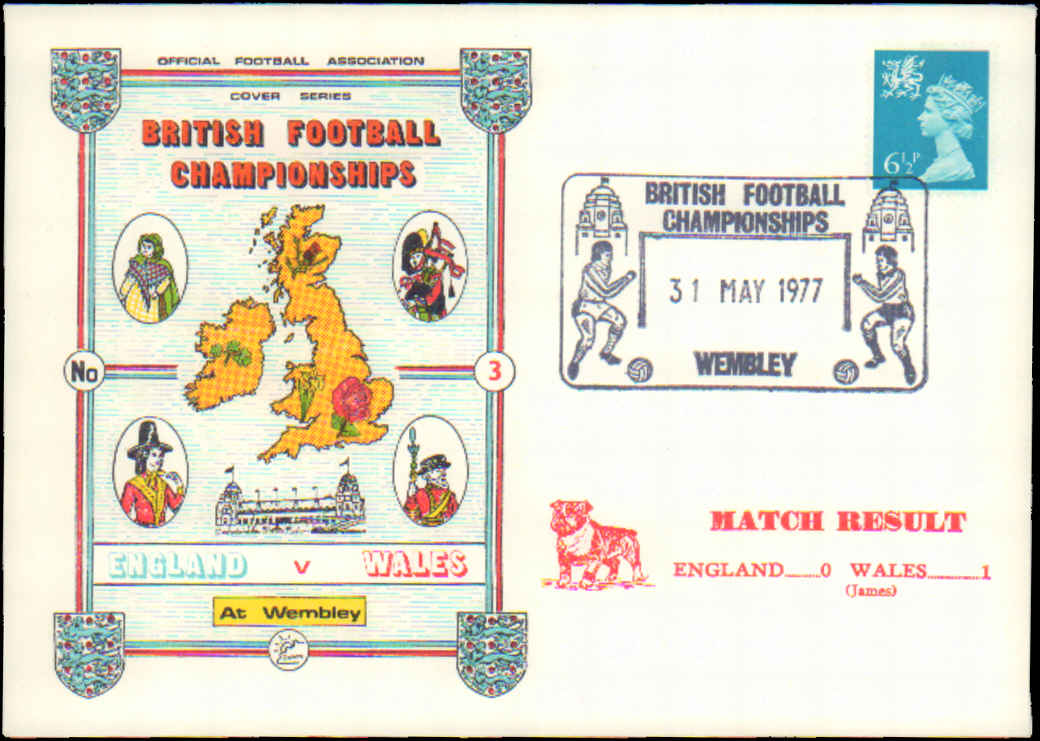 OFFICIAL FOOTBALL ASSOCIATION
COVER SERIES
BRITISH FOOTBALL
CHAMPIONSHIPS
No
3
ENGLAND v WALES
At Wembley
6½P
BRITISH FOOTBALL
CHAMPIONSHIPS
31 MAY 1977
WEMBLEY
MATCH RESULT
ENGLAND........0 WALES............1
(James)